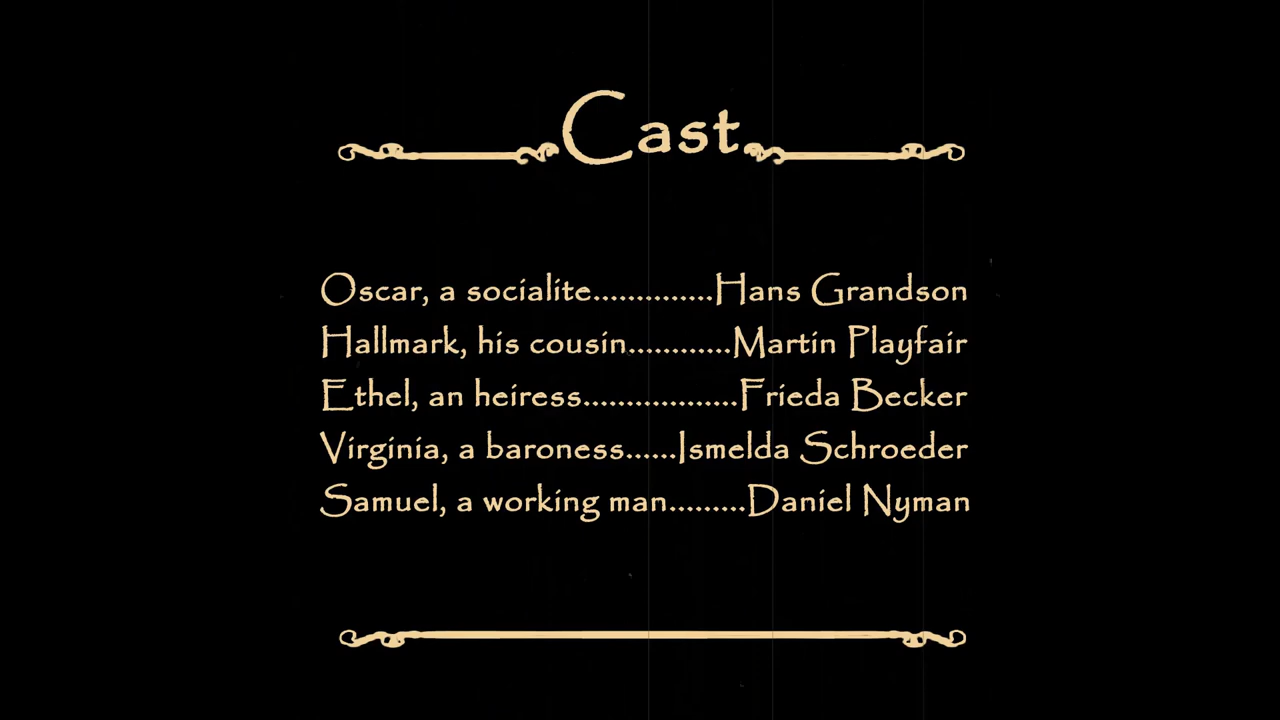 Cast
Oscar, a socialite..............Hans Grandson
Hallmark, his cousin............Martin Playfair
Ethel, an heiress..................Frieda Becker
Virginia, a baroness......Ismelda Schroeder
Samuel, a working man.........Daniel Nyman